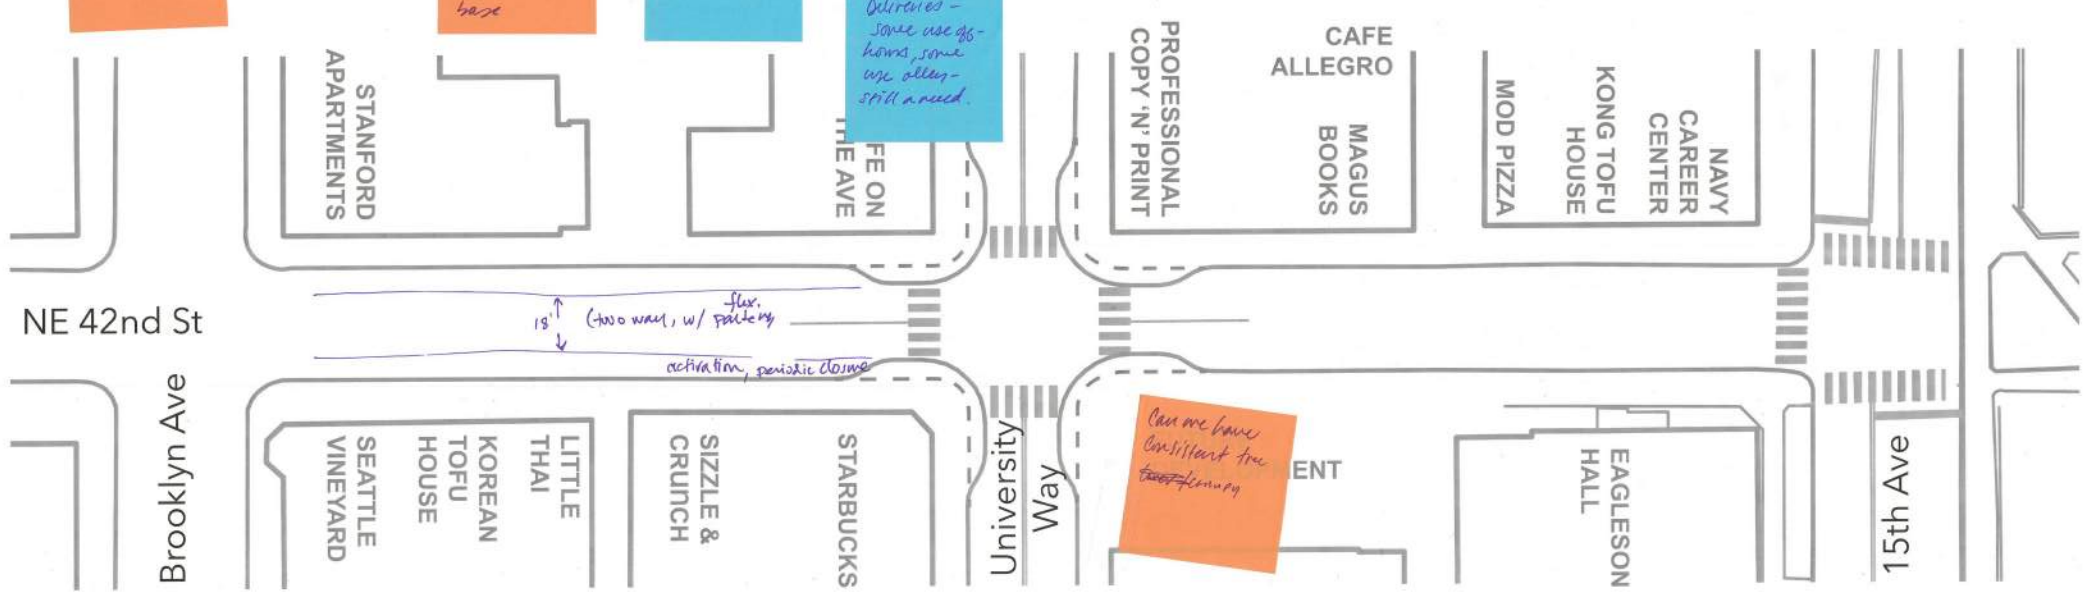 base
Deliveries -
some use off-
hours, some
use alley -
still a need.
STANFORD
APARTMENTS
FE ON
THE AVE
PROFESSIONAL
COPY 'N' PRINT
CAFE
ALLEGRO
MAGUS
BOOKS
MOD PIZZA
KONG TOFU
HOUSE
NAVY
CAREER
CENTER
NE 42nd St
18'
flex.
(two way, w/
activation, periodic closure
Brooklyn Ave
SEATTLE
VINEYARD
KOREAN
TOFU
HOUSE
LITTLE
THAI
SIZZLE &
CRUNCH
STARBUCKS
University
Way
Can we have
consistent tree
canopy
MENT
EAGLESON
HALL
15th Ave